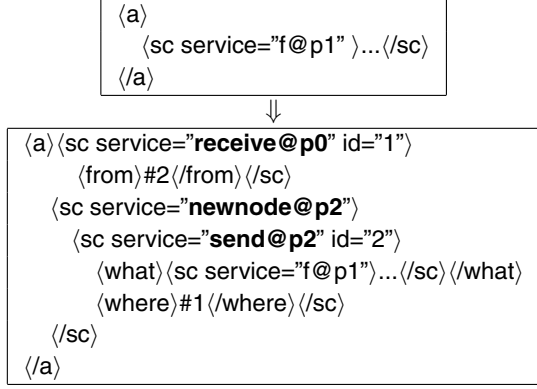 ⟨a⟩
⟨sc service=”f@p1” ⟩...⟨/sc⟩
⟨/a⟩
⇓
⟨a⟩⟨sc service=”receive@p0” id=”1”⟩
⟨from⟩#2⟨/from⟩⟨/sc⟩
⟨sc service=”newnode@p2”⟩
⟨sc service=”send@p2” id=”2”⟩
⟨what⟩⟨sc service=”f@p1”⟩...⟨/sc⟩⟨/what⟩
⟨where⟩#1⟨/where⟩⟨/sc⟩
⟨/sc⟩
⟨/a⟩